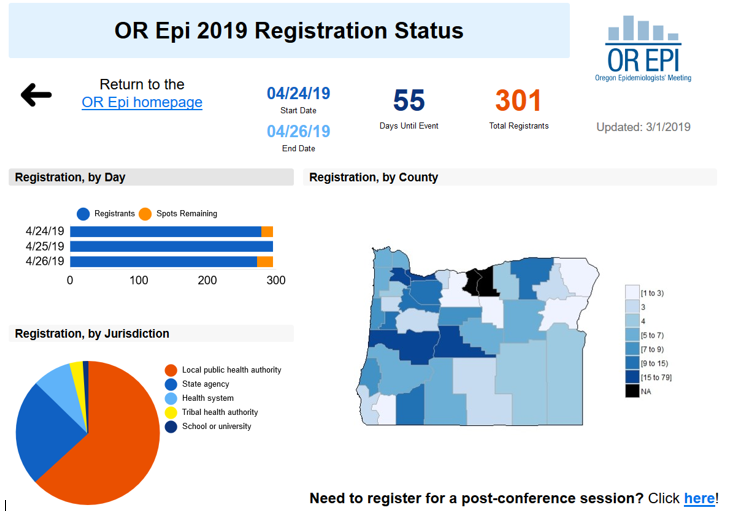 OR Epi 2019 Registration Status
OR EPI
Oregon Epidemiologists' Meeting
Return to the
OR Epi homepage
04/24/19
Start Date
04/26/19
End Date
55
Days Until Event
301
Total Registrants
Updated: 3/1/2019
Registration, by Day
Registrants
Spots Remaining
4/24/19
4/25/19
4/26/19
0 100 200 300
Registration, by County
[1 to 3)
3
4
[5 to 7)
[7 to 9)
[9 to 15)
[15 to 79]
NA
Registration, by Jurisdiction
Local public health authority
State agency
Health system
Tribal health authority
School or university
Need to register for a post-conference session? Click here!